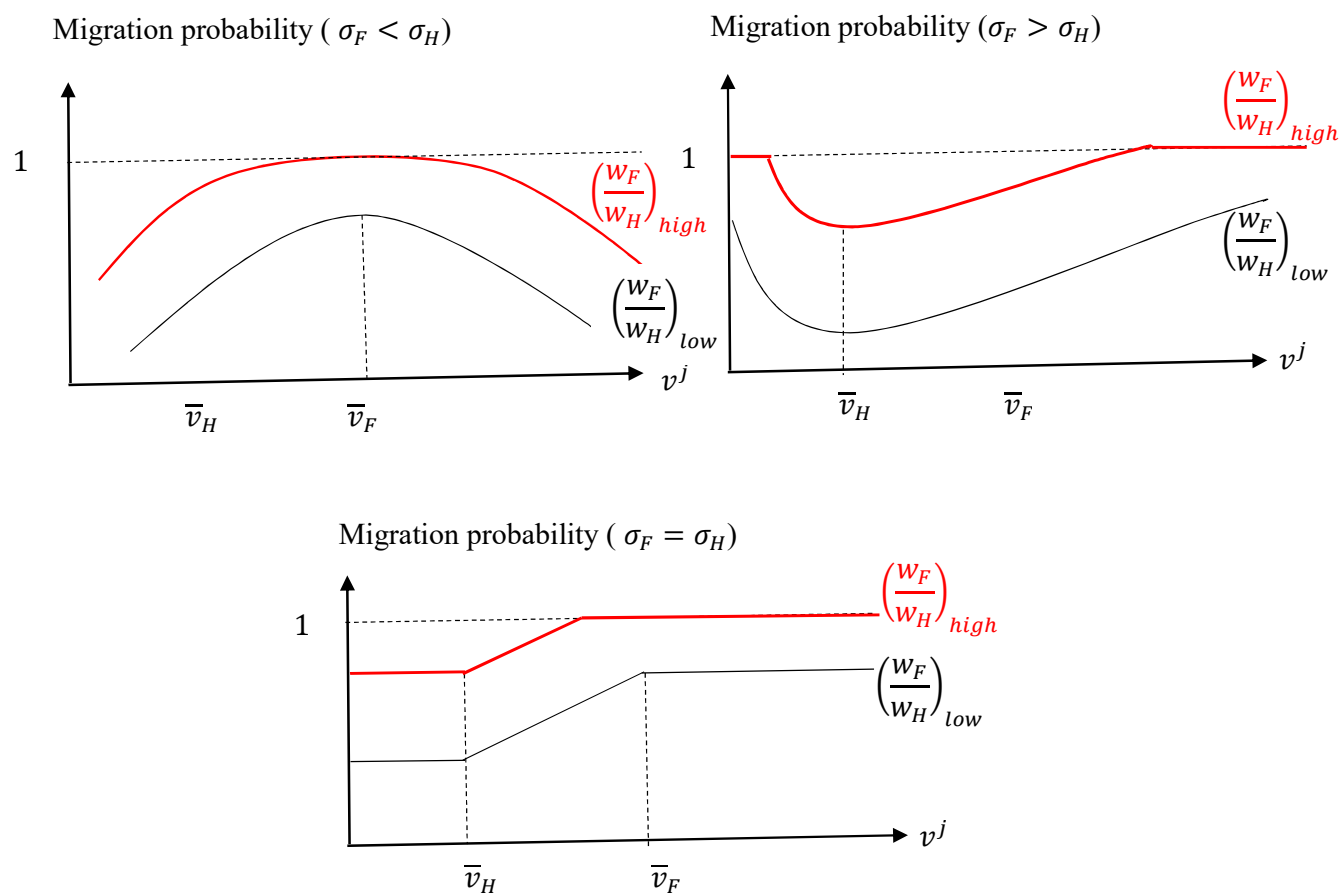 Migration probability ( σ_F < σ_H)
1
(w_F/w_H)_high
(w_F/w_H)_low
v^j
v̅_H
v̅_F
Migration probability (σ_F > σ_H)
(w_F/w_H)_high
1
(w_F/w_H)_low
v^j
v̅_H
v̅_F
Migration probability ( σ_F = σ_H)
(w_F/w_H)_high
1
(w_F/w_H)_low
v^j
v̅_H
v̅_F